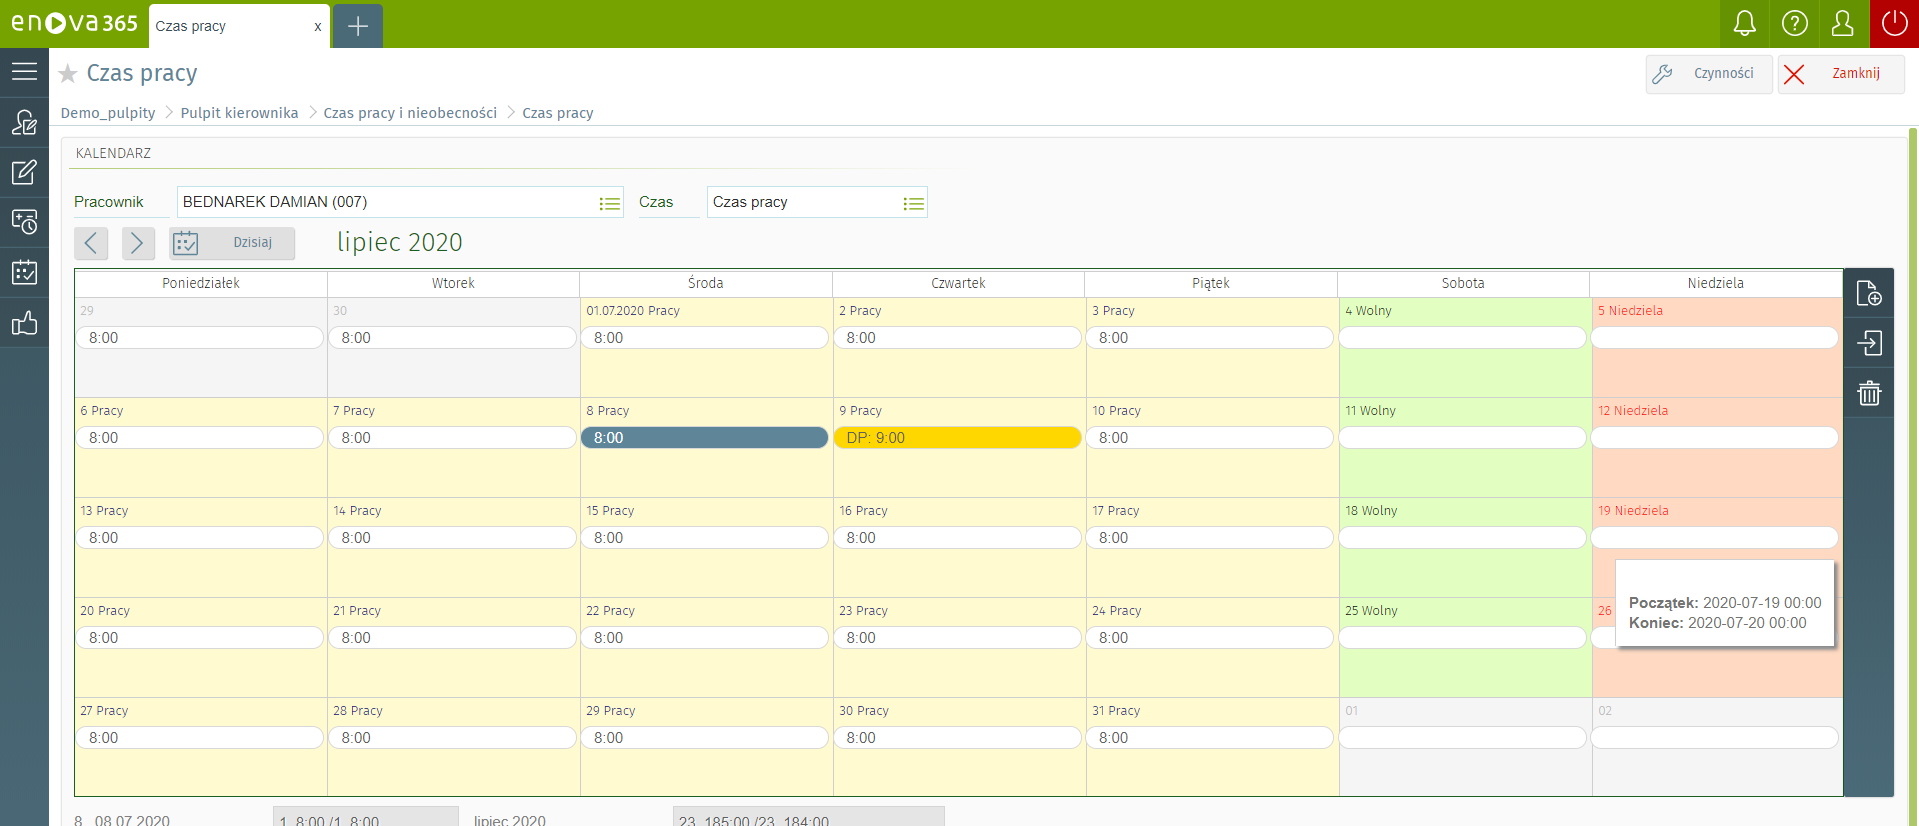 enova365
Czas pracy x
Czas pracy
Czynności
Zamknij
Demo_pulpity
Pulpit kierownika
Czas pracy i nieobecności
Czas pracy
KALENDARZ
Pracownik BEDNAREK DAMIAN (007) Czas Czas pracy
Dzisiaj lipiec 2020
Poniedziałek Wtorek Środa Czwartek Piątek Sobota Niedziela
29 30 01.07.2020 Pracy 2 Pracy 3 Pracy 4 Wolny 5 Niedziela
8:00 8:00 8:00 8:00 8:00
6 Pracy 7 Pracy 8 Pracy 9 Pracy 10 Pracy 11 Wolny 12 Niedziela
8:00 8:00 8:00 DP: 9:00 8:00
13 Pracy 14 Pracy 15 Pracy 16 Pracy 17 Pracy 18 Wolny 19 Niedziela
8:00 8:00 8:00 8:00 8:00
Początek: 2020-07-19 00:00
Koniec: 2020-07-20 00:00
20 Pracy 21 Pracy 22 Pracy 23 Pracy 24 Pracy 25 Wolny 26
8:00 8:00 8:00 8:00 8:00
27 Pracy 28 Pracy 29 Pracy 30 Pracy 31 Pracy 01 02
8:00 8:00 8:00 8:00 8:00
8 08.07.2020 1 8:00 /1 8:00 lipiec 2020 23 185:00 /23 184:00